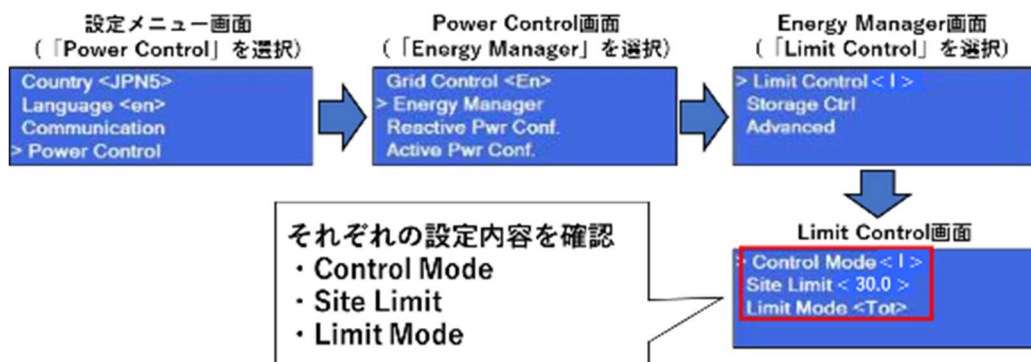 設定メニュー画面
（「Power Control」を選択）
Country <JPN5>
Language <en>
Communication
> Power Control
Power Control画面
（「Energy Manager」を選択）
Grid Control <En>
> Energy Manager
Reactive Pwr Conf.
Active Pwr Conf.
Energy Manager画面
（「Limit Control」を選択）
> Limit Control < I >
Storage Ctrl
Advanced
それぞれの設定内容を確認
・Control Mode
・Site Limit
・Limit Mode
Limit Control画面
> Control Mode < I >
Site Limit < 30.0 >
Limit Mode <Tot>